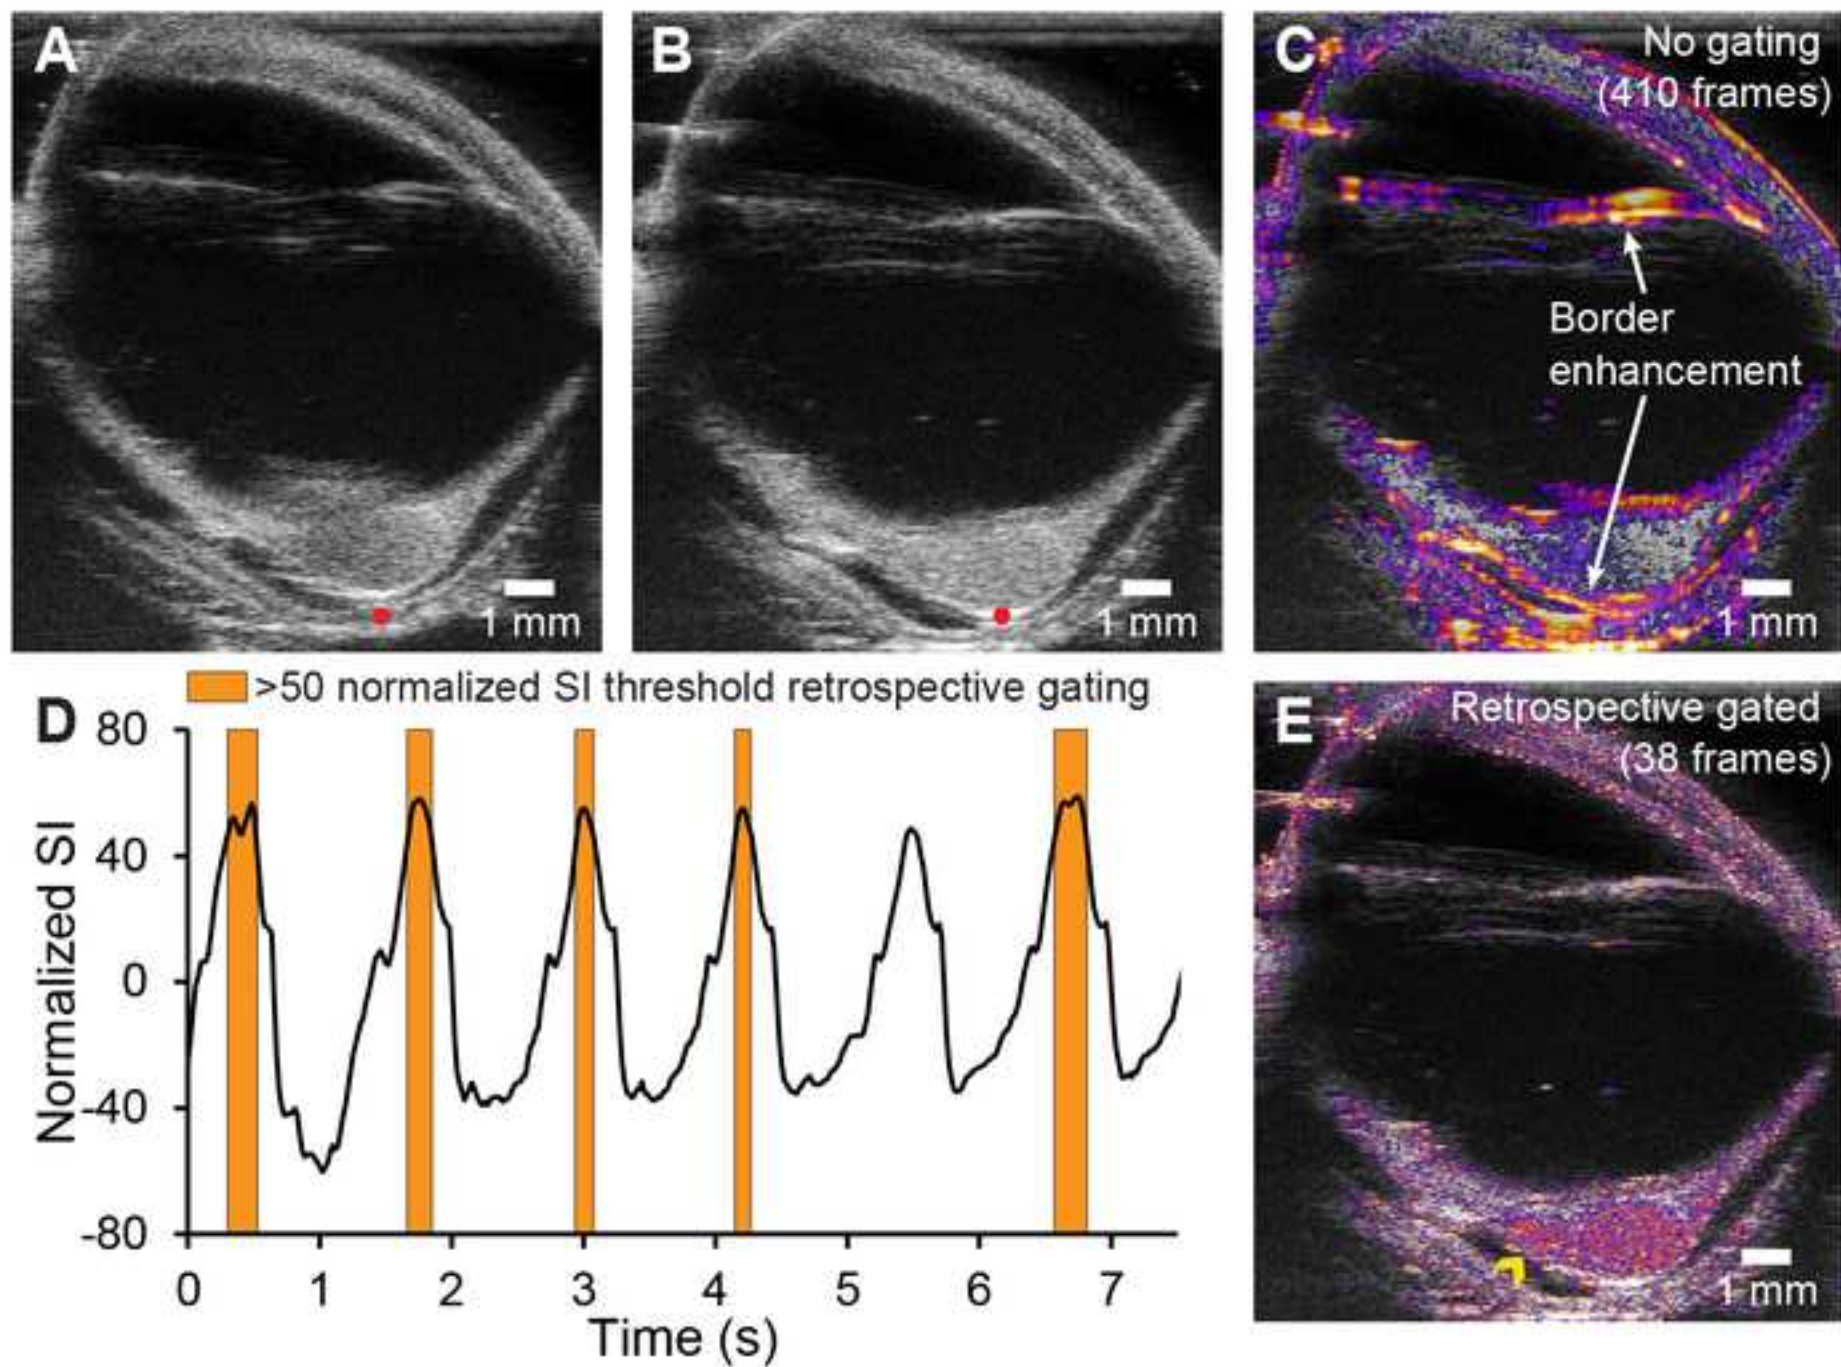 A
B
C
No gating
(410 frames)
Border
enhancement
1 mm
1 mm
1 mm
>50 normalized SI threshold retrospective gating
D
80
40
0
-40
-80
Normalized SI
0 1 2 3 4 5 6 7
Time (s)
E
Retrospective gated
(38 frames)
1 mm